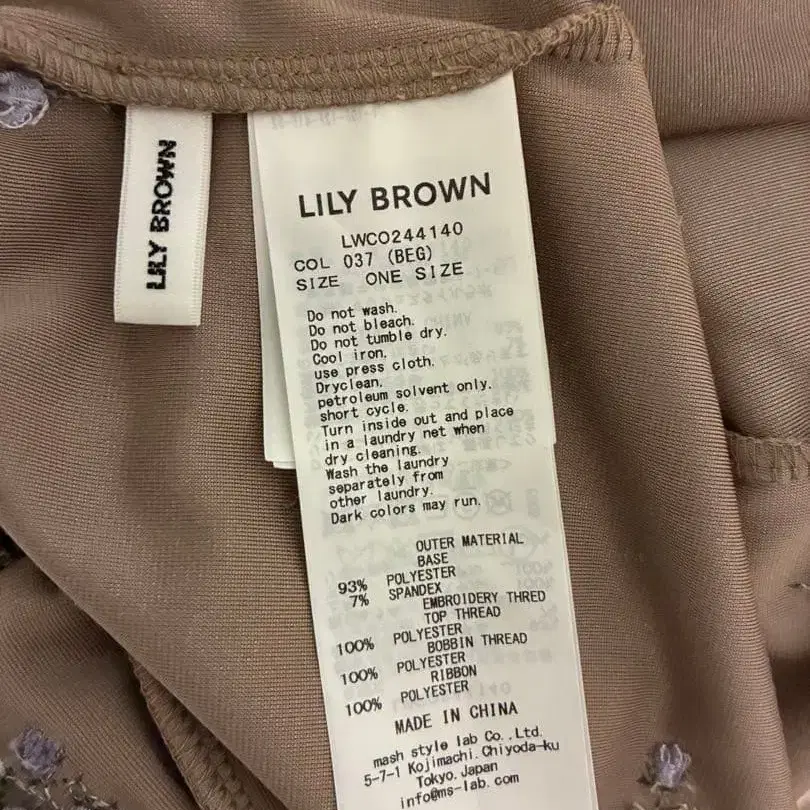 LILY BROWN
LILY BROWN
LWCO244140
COL 037 (BEG)
SIZE ONE SIZE
Do not wash.
Do not bleach.
Do not tumble dry.
Cool iron.
use press cloth.
Dryclean.
petroleum solvent only.
short cycle.
Turn inside out and place
in a laundry net when
dry cleaning.
Wash the laundry
separately from
other laundry.
Dark colors may run.
OUTER MATERIAL
BASE
93% POLYESTER
7% SPANDEX
EMBROIDERY THRED
TOP THREAD
100% POLYESTER
BOBBIN THREAD
100% POLYESTER
RIBBON
100% POLYESTER
MADE IN CHINA
mash style lab Co.,Ltd.
5-7-1 Kojimachi.Chiyoda-ku
Tokyo.Japan
info@ms-lab.com